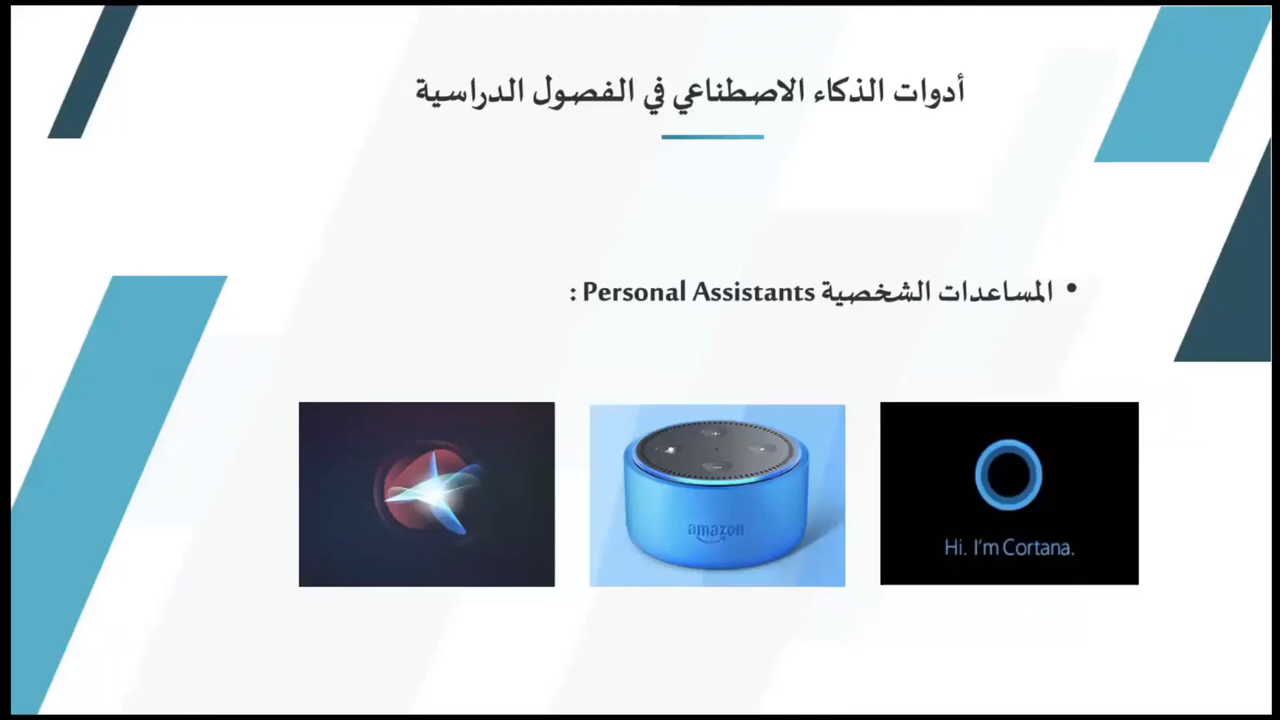 أدوات الذكاء الاصطناعي في الفصول الدراسية
• المساعدات الشخصية Personal Assistants :
amazon
Hi. I'm Cortana.